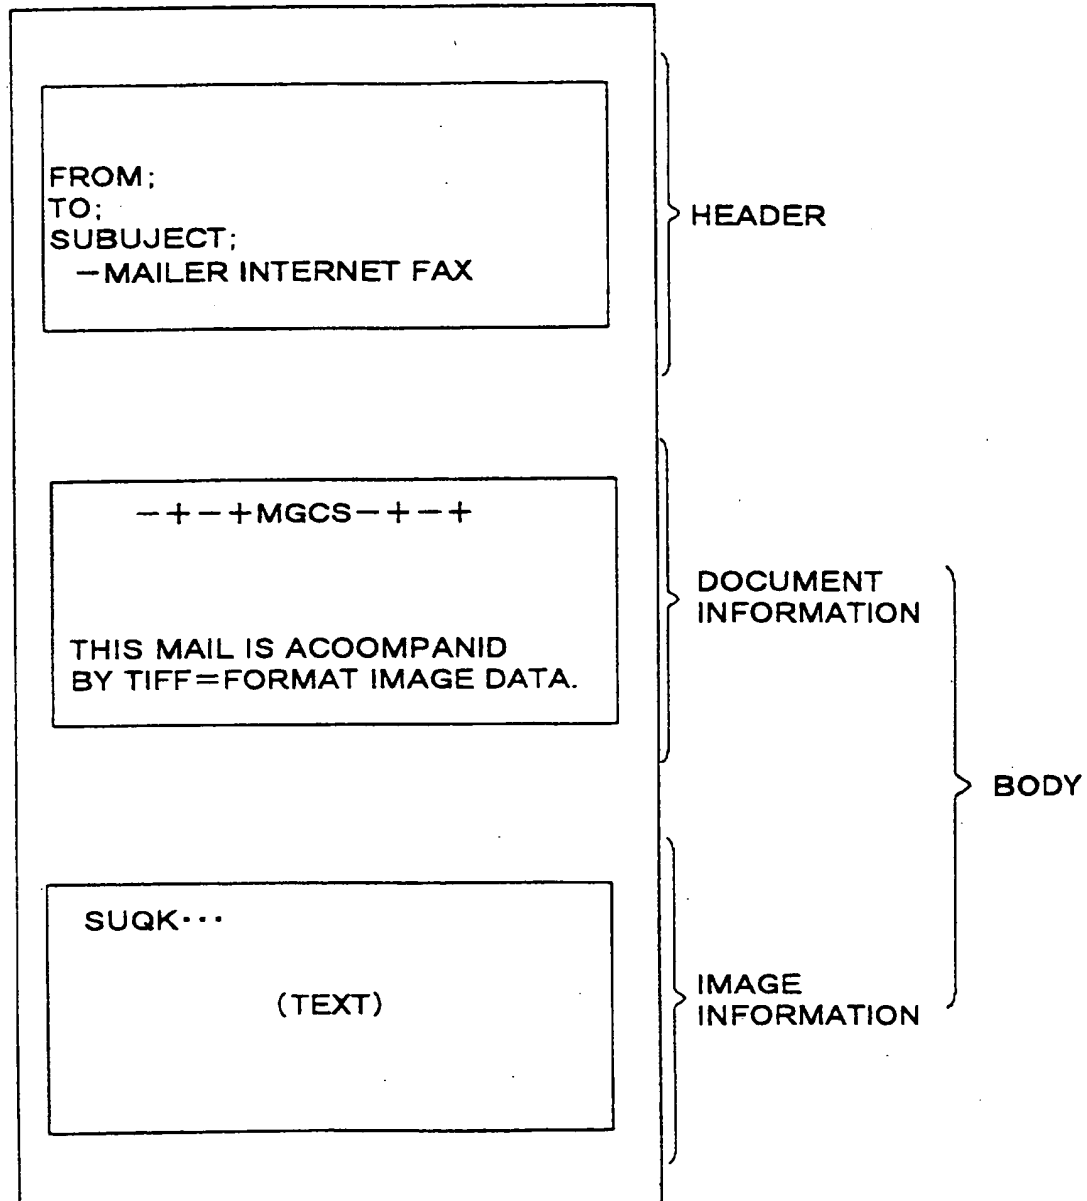 FROM;
TO;
SUBUJECT;
−MAILER INTERNET FAX
HEADER
−+−+MGCS−+−+
THIS MAIL IS ACOOMPANID
BY TIFF=FORMAT IMAGE DATA.
DOCUMENT
INFORMATION
BODY
SUQK···
(TEXT)
IMAGE
INFORMATION